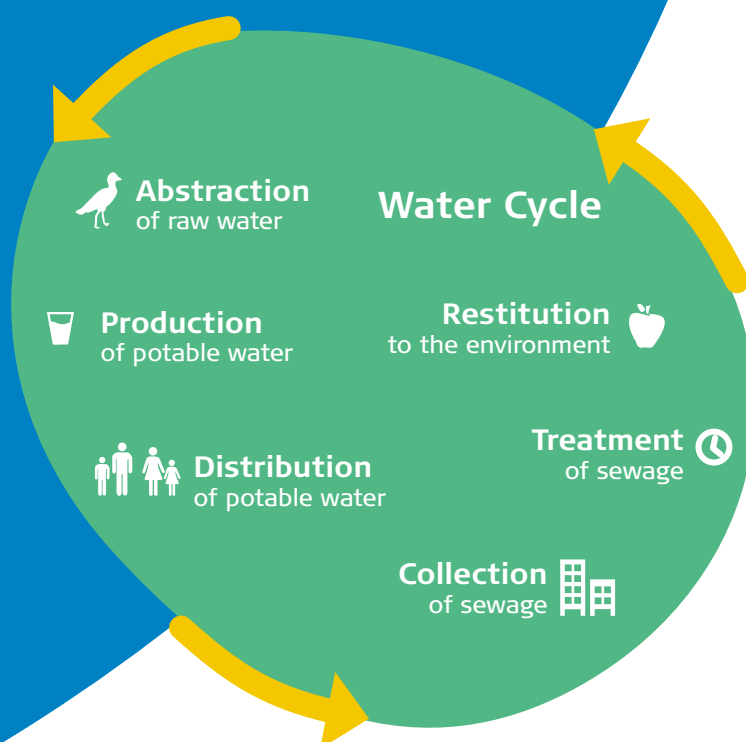 Water Cycle
Abstraction
of raw water
Production
of potable water
Distribution
of potable water
Collection
of sewage
Treatment
of sewage
Restitution
to the environment